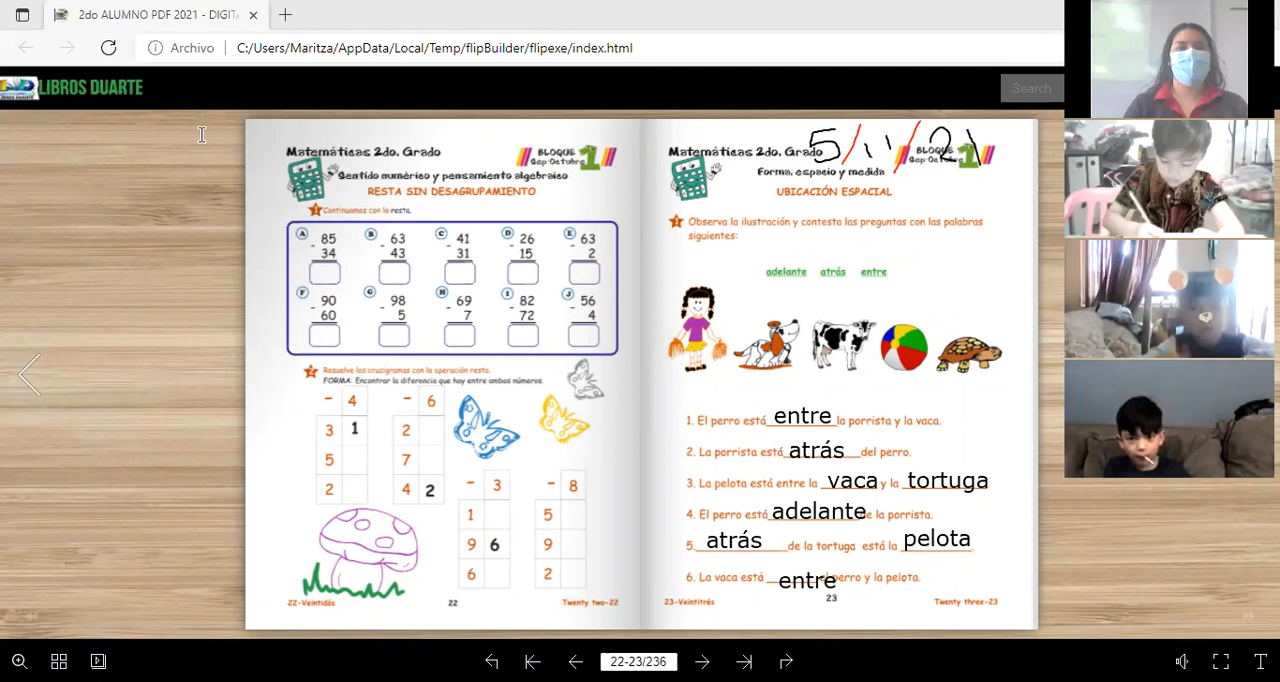 2do ALUMNO PDF 2021 - DIGITA
Archivo C:/Users/Maritza/AppData/Local/Temp/flipBuilder/flipexe/index.html
LIBROS DUARTE
Search
Matemáticas 2do. Grado
BLOQUE 1
Sep-Octubre
Sentido numérico y pensamiento algebraico
RESTA SIN DESAGRUPAMIENTO
1 Continuamos con la resta.
A 85 - 34
B 63 - 43
C 41 - 31
D 26 - 15
E 63 - 2
F 90 - 60
G 98 - 5
H 69 - 7
I 82 - 72
J 56 - 4
2 Resuelve los crucigramas con la operación resta.
FORMA: Encontrar la diferencia que hay entre ambos números.
- 4
3 1
5
2
- 6
2
7
4 2
- 3
1
9 6
6
- 8
5
9
2
22-Veintidós 22 Twenty two-22
5/11/21
Matemáticas 2do. Grado
BLOQUE 1
Sep-Octubre
Forma, espacio y medida
UBICACIÓN ESPACIAL
1 Observa la ilustración y contesta las preguntas con las palabras
siguientes:
adelante atrás entre
1. El perro está entre la porrista y la vaca.
2. La porrista está atrás del perro.
3. La pelota está entre la vaca y la tortuga
4. El perro está adelante de la porrista.
5. atrás de la tortuga está la pelota.
6. La vaca está entre el perro y la pelota.
23-Veintitrés 23 Twenty three-23
22-23/236